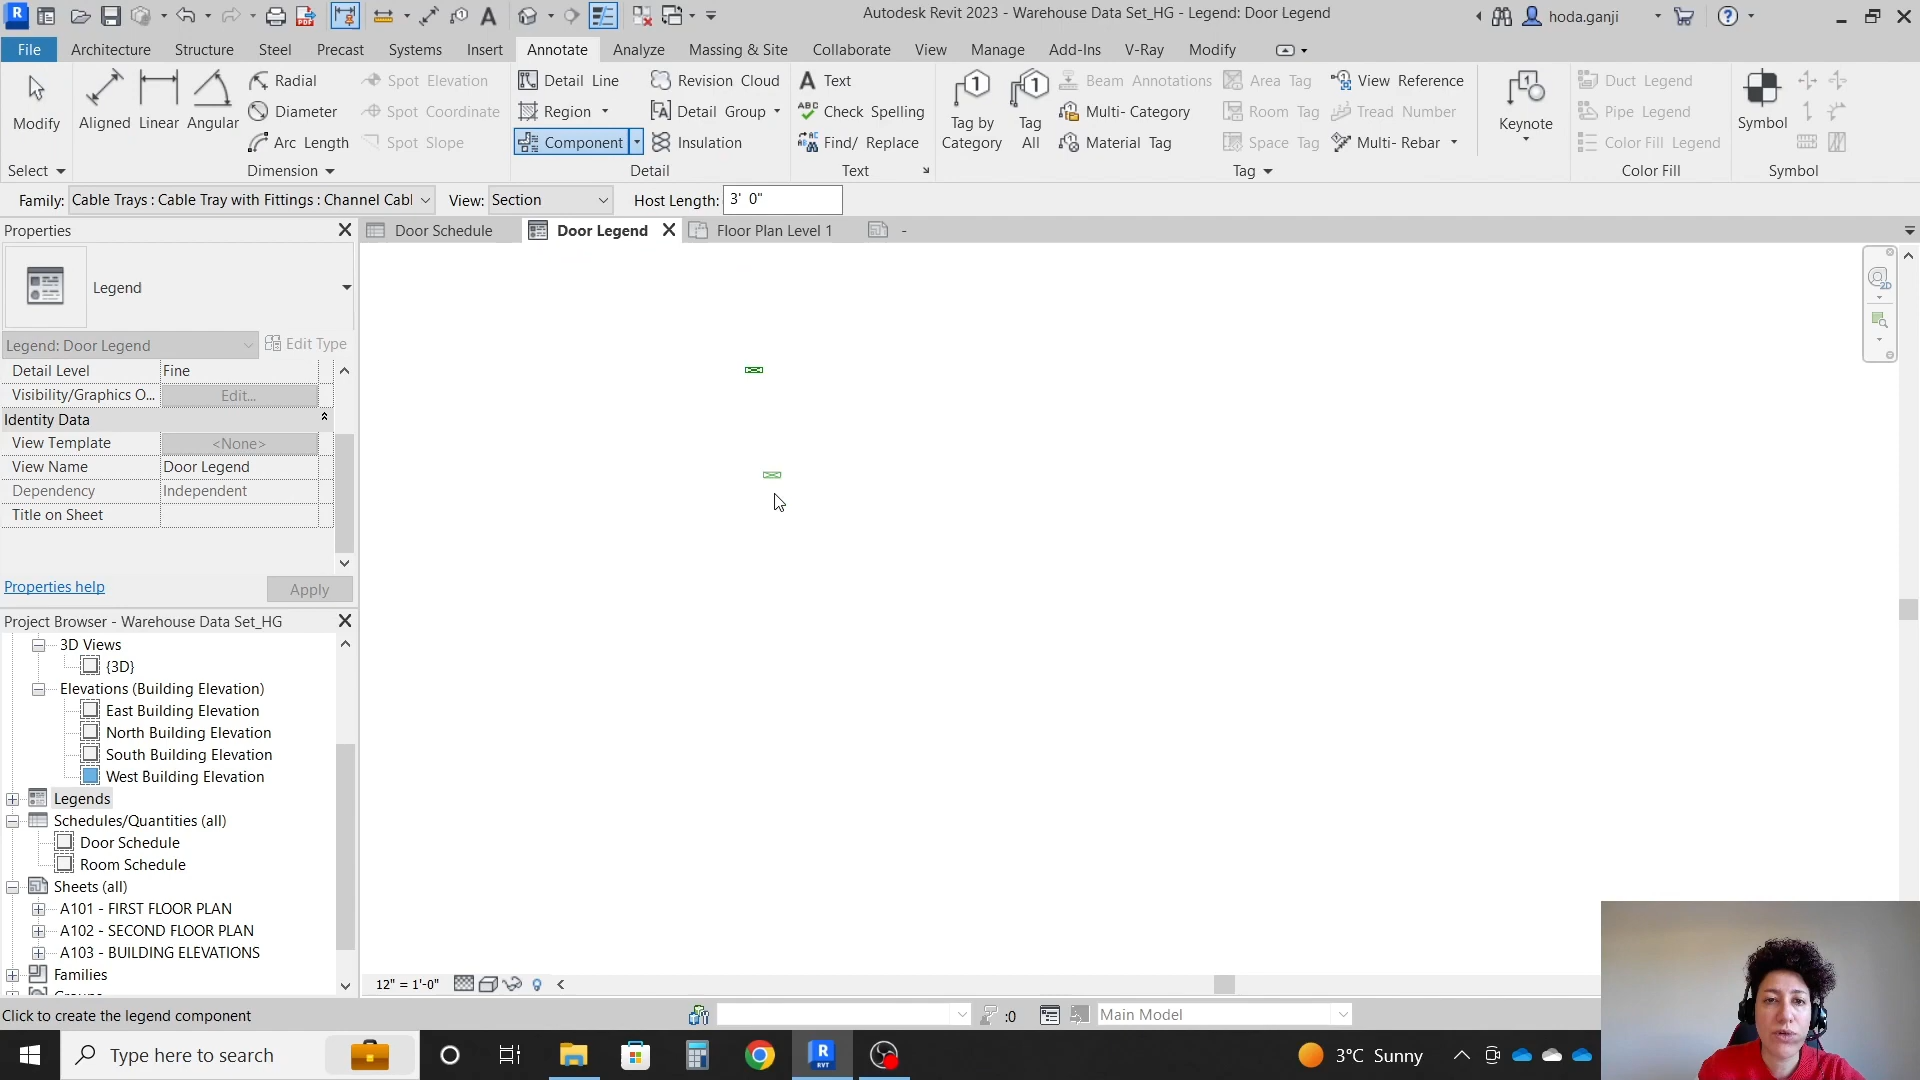 Autodesk Revit 2023 - Warehouse Data Set_HG - Legend: Door Legend
hoda.ganji
File Architecture Structure Steel Precast Systems Insert Annotate Analyze Massing & Site Collaborate View Manage Add-Ins V-Ray Modify
Modify
Aligned Linear Angular
Radial
Diameter
Arc Length
Spot Elevation
Spot Coordinate
Spot Slope
Detail Line
Region
Component
Revision Cloud
Detail Group
Insulation
Text
Check Spelling
Find/ Replace
Tag by Category
Tag All
Beam Annotations
Multi- Category
Material Tag
Area Tag
Room Tag
Space Tag
View Reference
Tread Number
Multi- Rebar
Keynote
Duct Legend
Pipe Legend
Color Fill Legend
Symbol
Select Dimension Detail Text Tag Color Fill Symbol
Family: Cable Trays : Cable Tray with Fittings : Channel Cabl View: Section Host Length: 3' 0"
Properties
Door Schedule Door Legend Floor Plan Level 1 -
Legend
Legend: Door Legend Edit Type
Detail Level Fine
Visibility/Graphics O... Edit...
Identity Data
View Template <None>
View Name Door Legend
Dependency Independent
Title on Sheet
Properties help Apply
Project Browser - Warehouse Data Set_HG
3D Views
{3D}
Elevations (Building Elevation)
East Building Elevation
North Building Elevation
South Building Elevation
West Building Elevation
Legends
Schedules/Quantities (all)
Door Schedule
Room Schedule
Sheets (all)
A101 - FIRST FLOOR PLAN
A102 - SECOND FLOOR PLAN
A103 - BUILDING ELEVATIONS
Families
12" = 1'-0"
Click to create the legend component
:0
Main Model
Type here to search
3°C Sunny